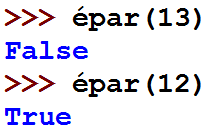 >>> épar(13)
False
>>> épar(12)
True